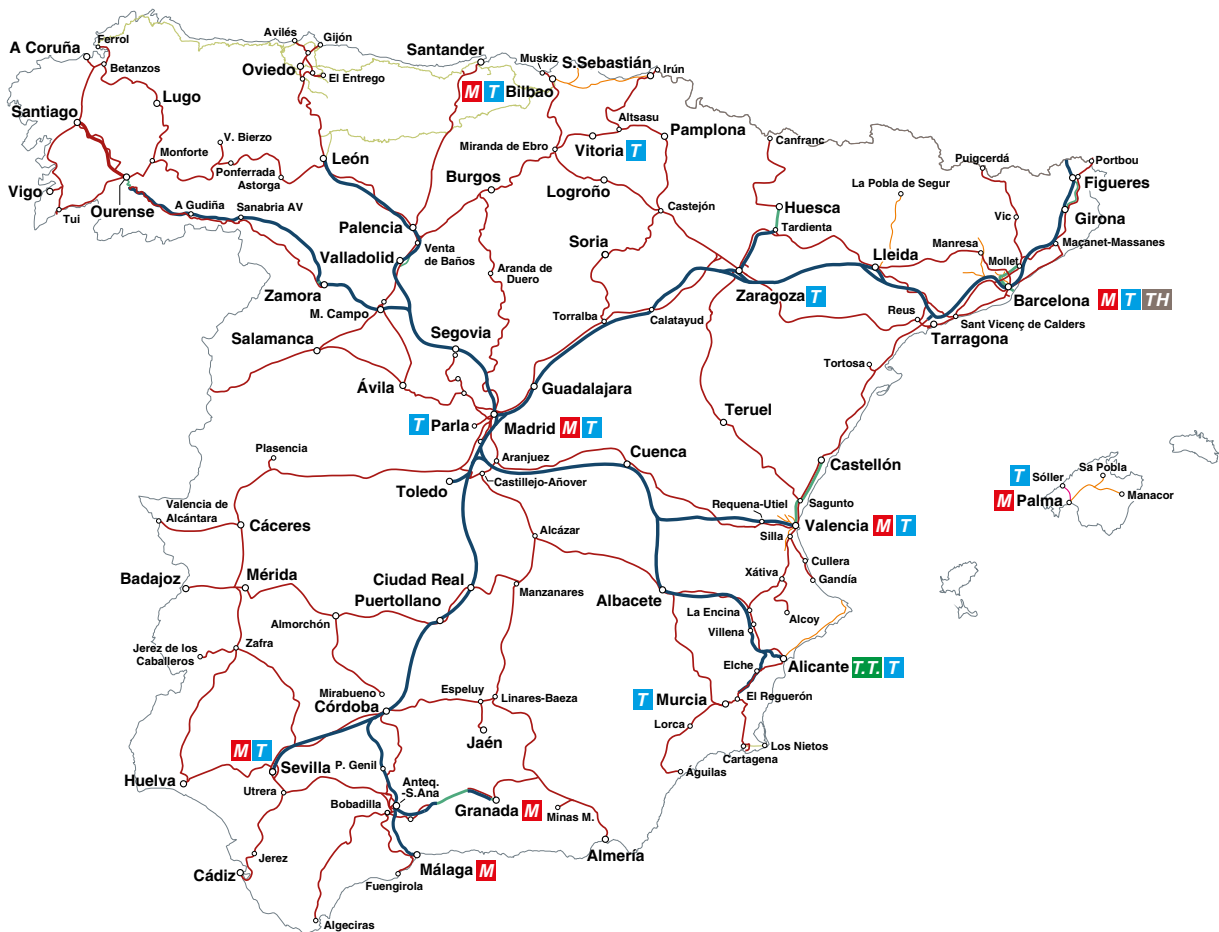 Ferrol
Avilés
Gijón
A Coruña
Betanzos
Oviedo
El Entrego
Santander
Muskiz
S.Sebastián
Irún
M T Bilbao
Lugo
Santiago
Altsasu
Pamplona
V. Bierzo
Monforte
León
Miranda de Ebro
Vitoria T
Canfranc
Puigcerdá
Portbou
Ponferrada
Astorga
Burgos
Logroño
La Pobla de Segur
Figueres
Vigo
Tui
Ourense
A Gudiña
Sanabria AV
Castejón
Huesca
Tardienta
Vic
Girona
Palencia
Valladolid
Venta
de Baños
Soria
Lleida
Manresa
Mollet
Maçanet-Massanes
Aranda de
Duero
Zamora
M. Campo
Zaragoza T
Barcelona M T TH
Torralba
Calatayud
Reus
Sant Vicenç de Calders
Tarragona
Salamanca
Segovia
Tortosa
Ávila
Guadalajara
Teruel
T Parla
Madrid M T
Plasencia
Aranjuez
Cuenca
Castellón
Toledo
Castillejo-Añover
T Sóller
Sa Pobla
M Palma
Manacor
Valencia de
Alcántara
Cáceres
Requena-Utiel
Sagunto
Valencia M T
Alcázar
Silla
Cullera
Badajoz
Mérida
Ciudad Real
Puertollano
Manzanares
Albacete
Xátiva
Gandía
Almorchón
La Encina
Villena
Alcoy
Jerez de los
Caballeros
Zafra
Elche
Alicante T.T. T
Mirabueno
Córdoba
Espeluy
Linares-Baeza
T Murcia
El Reguerón
Lorca
Jaén
Los Nietos
Cartagena
M T
Sevilla
P. Genil
Águilas
Huelva
Utrera
Anteq.
-S.Ana
Bobadilla
Granada M
Minas M.
Jerez
Cádiz
Málaga M
Almería
Fuengirola
Algeciras